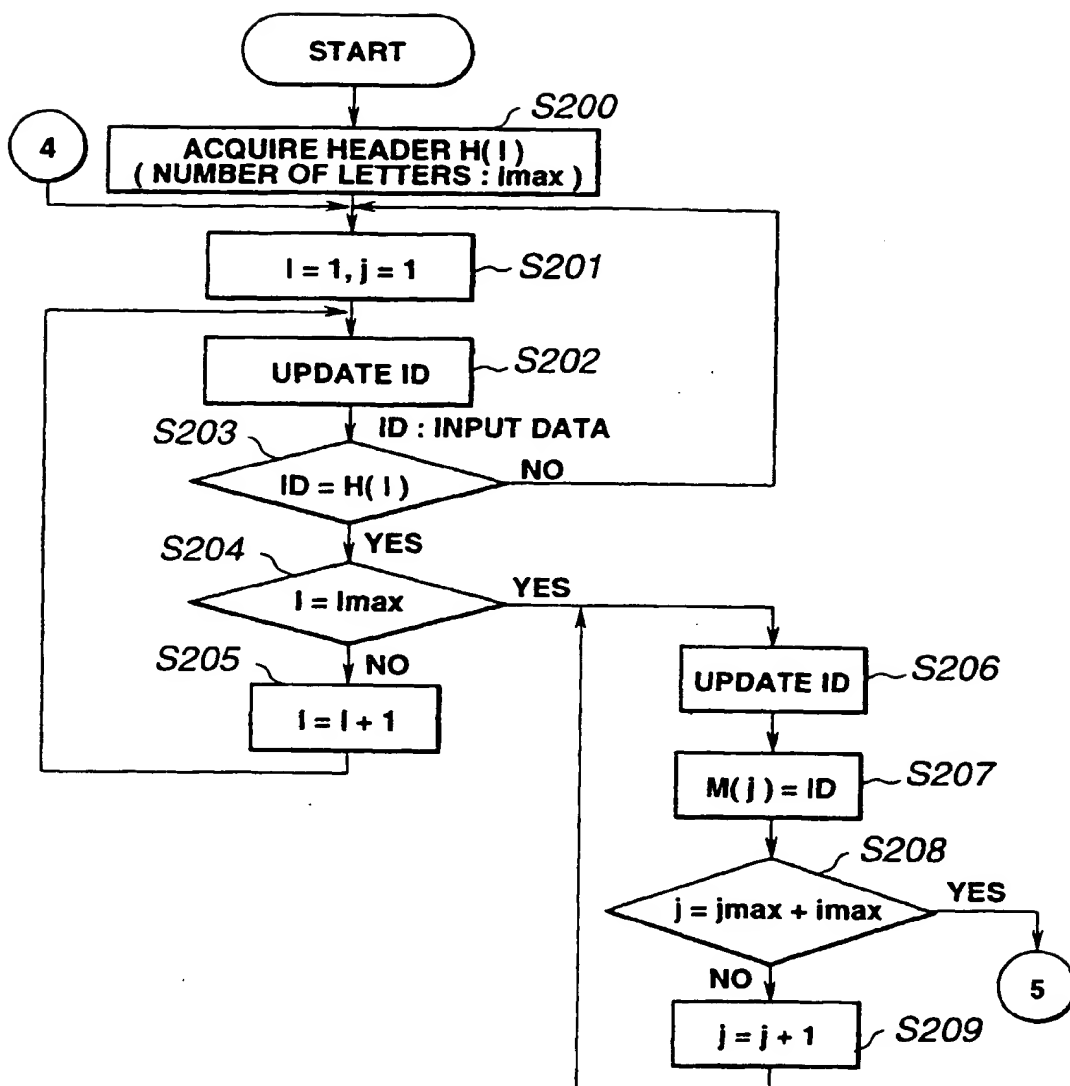 START
S200
4
ACQUIRE HEADER H( I )
( NUMBER OF LETTERS : imax )
I = 1, j = 1
S201
UPDATE ID
S202
ID : INPUT DATA
S203
ID = H( I )
NO
YES
S204
I = Imax
YES
NO
S205
I = I + 1
UPDATE ID
S206
M( j ) = ID
S207
S208
j = jmax + imax
YES
NO
5
j = j + 1
S209